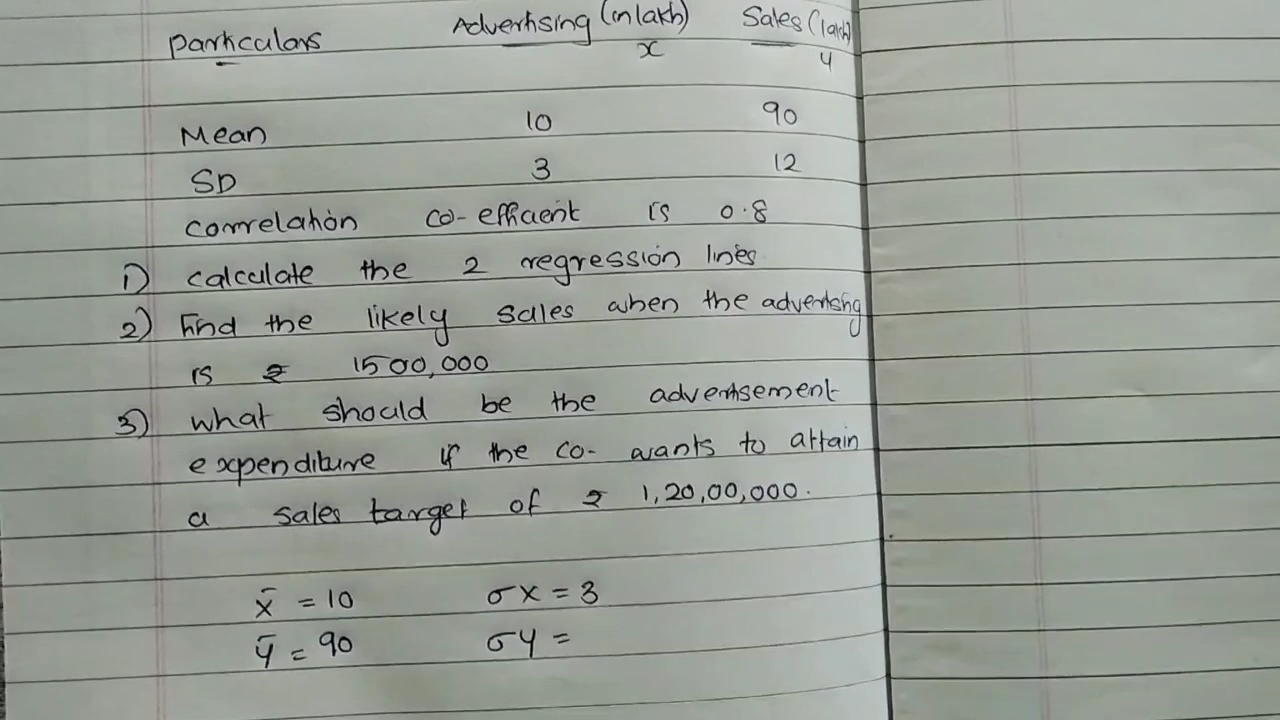 Particulars Advertising (in lakh) Sales (lakh)
x y
Mean 10 90
SD 3 12
correlation co-efficient is 0.8
1) calculate the 2 regression lines
2) Find the likely sales when the advertising
is ₹ 1500,000
3) what should be the advertisement
expenditure if the co- wants to attain
a sales target of ₹ 1,20,00,000.
x̄ = 10 σx = 3
ȳ = 90 σy =